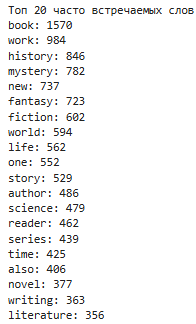 Топ 20 часто встречаемых слов
book: 1570
work: 984
history: 846
mystery: 782
new: 737
fantasy: 723
fiction: 602
world: 594
life: 562
one: 552
story: 529
author: 486
science: 479
reader: 462
series: 439
time: 425
also: 406
novel: 377
writing: 363
literature: 356